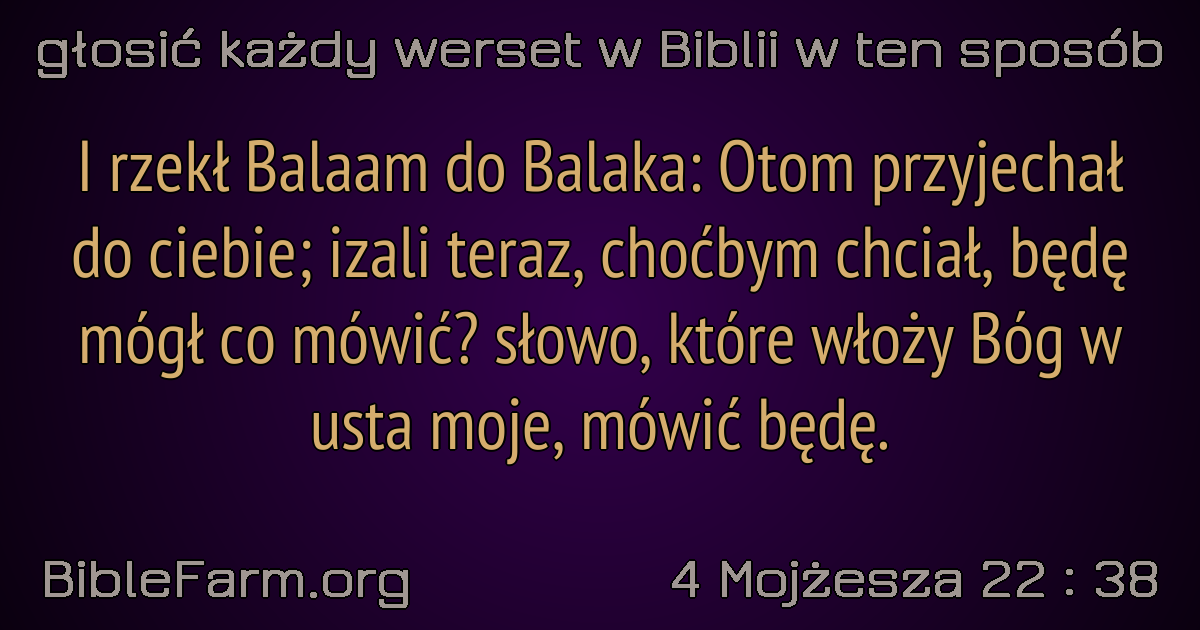 głosić każdy werset w Biblii w ten sposób
I rzekł Balaam do Balaka: Otom przyjechał
do ciebie; izali teraz, choćbym chciał, będę
mógł co mówić? słowo, które włoży Bóg w
usta moje, mówić będę.
BibleFarm.org
4 Mojżesza 22 : 38